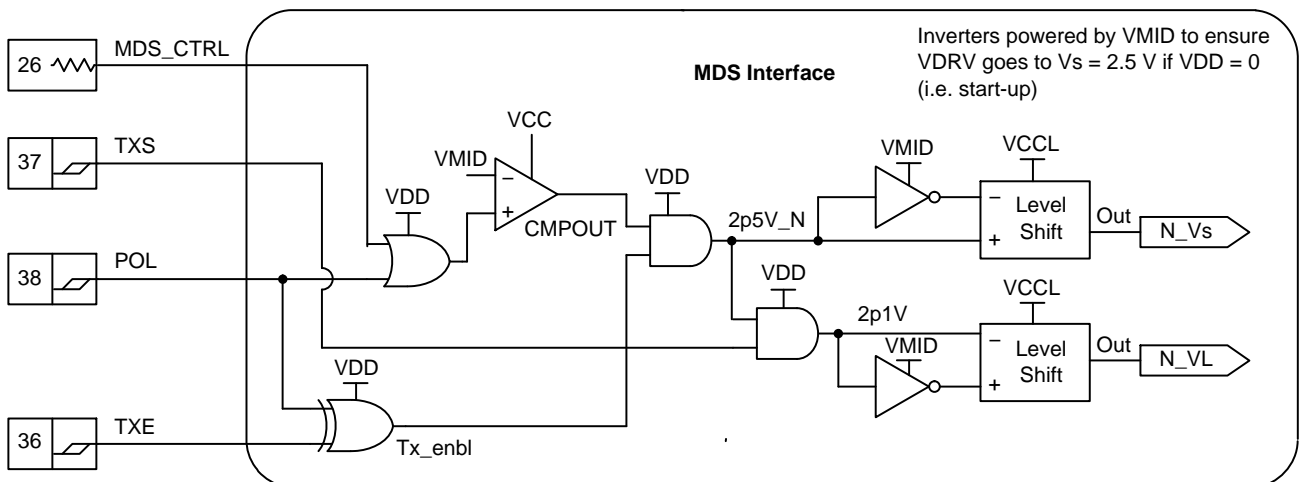 Inverters powered by VMID to ensure
VDRV goes to Vs = 2.5 V if VDD = 0
(i.e. start-up)
MDS Interface
26
MDS_CTRL
37
TXS
38
POL
36
TXE
VDD
VMID
VCC
−
+
CMPOUT
VDD
2p5V_N
VMID
VCCL
−
+
Level
Shift
Out
N_Vs
VDD
2p1V
VMID
VCCL
−
+
Level
Shift
Out
N_VL
VDD
Tx_enbl